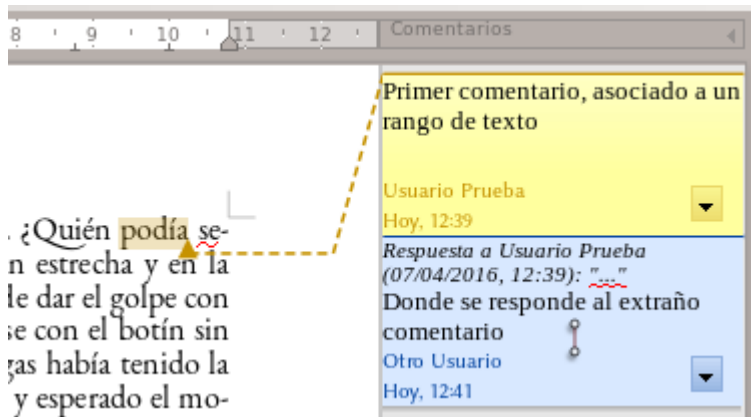 8 9 10 11 12 Comentarios
Primer comentario, asociado a un
rango de texto
Usuario Prueba
Hoy, 12:39
Respuesta a Usuario Prueba
(07/04/2016, 12:39): "..."
Donde se responde al extraño
comentario
Otro Usuario
Hoy, 12:41
. ¿Quién podía se-
n estrecha y en la
de dar el golpe con
se con el botín sin
gas había tenido la
y esperado el mo-